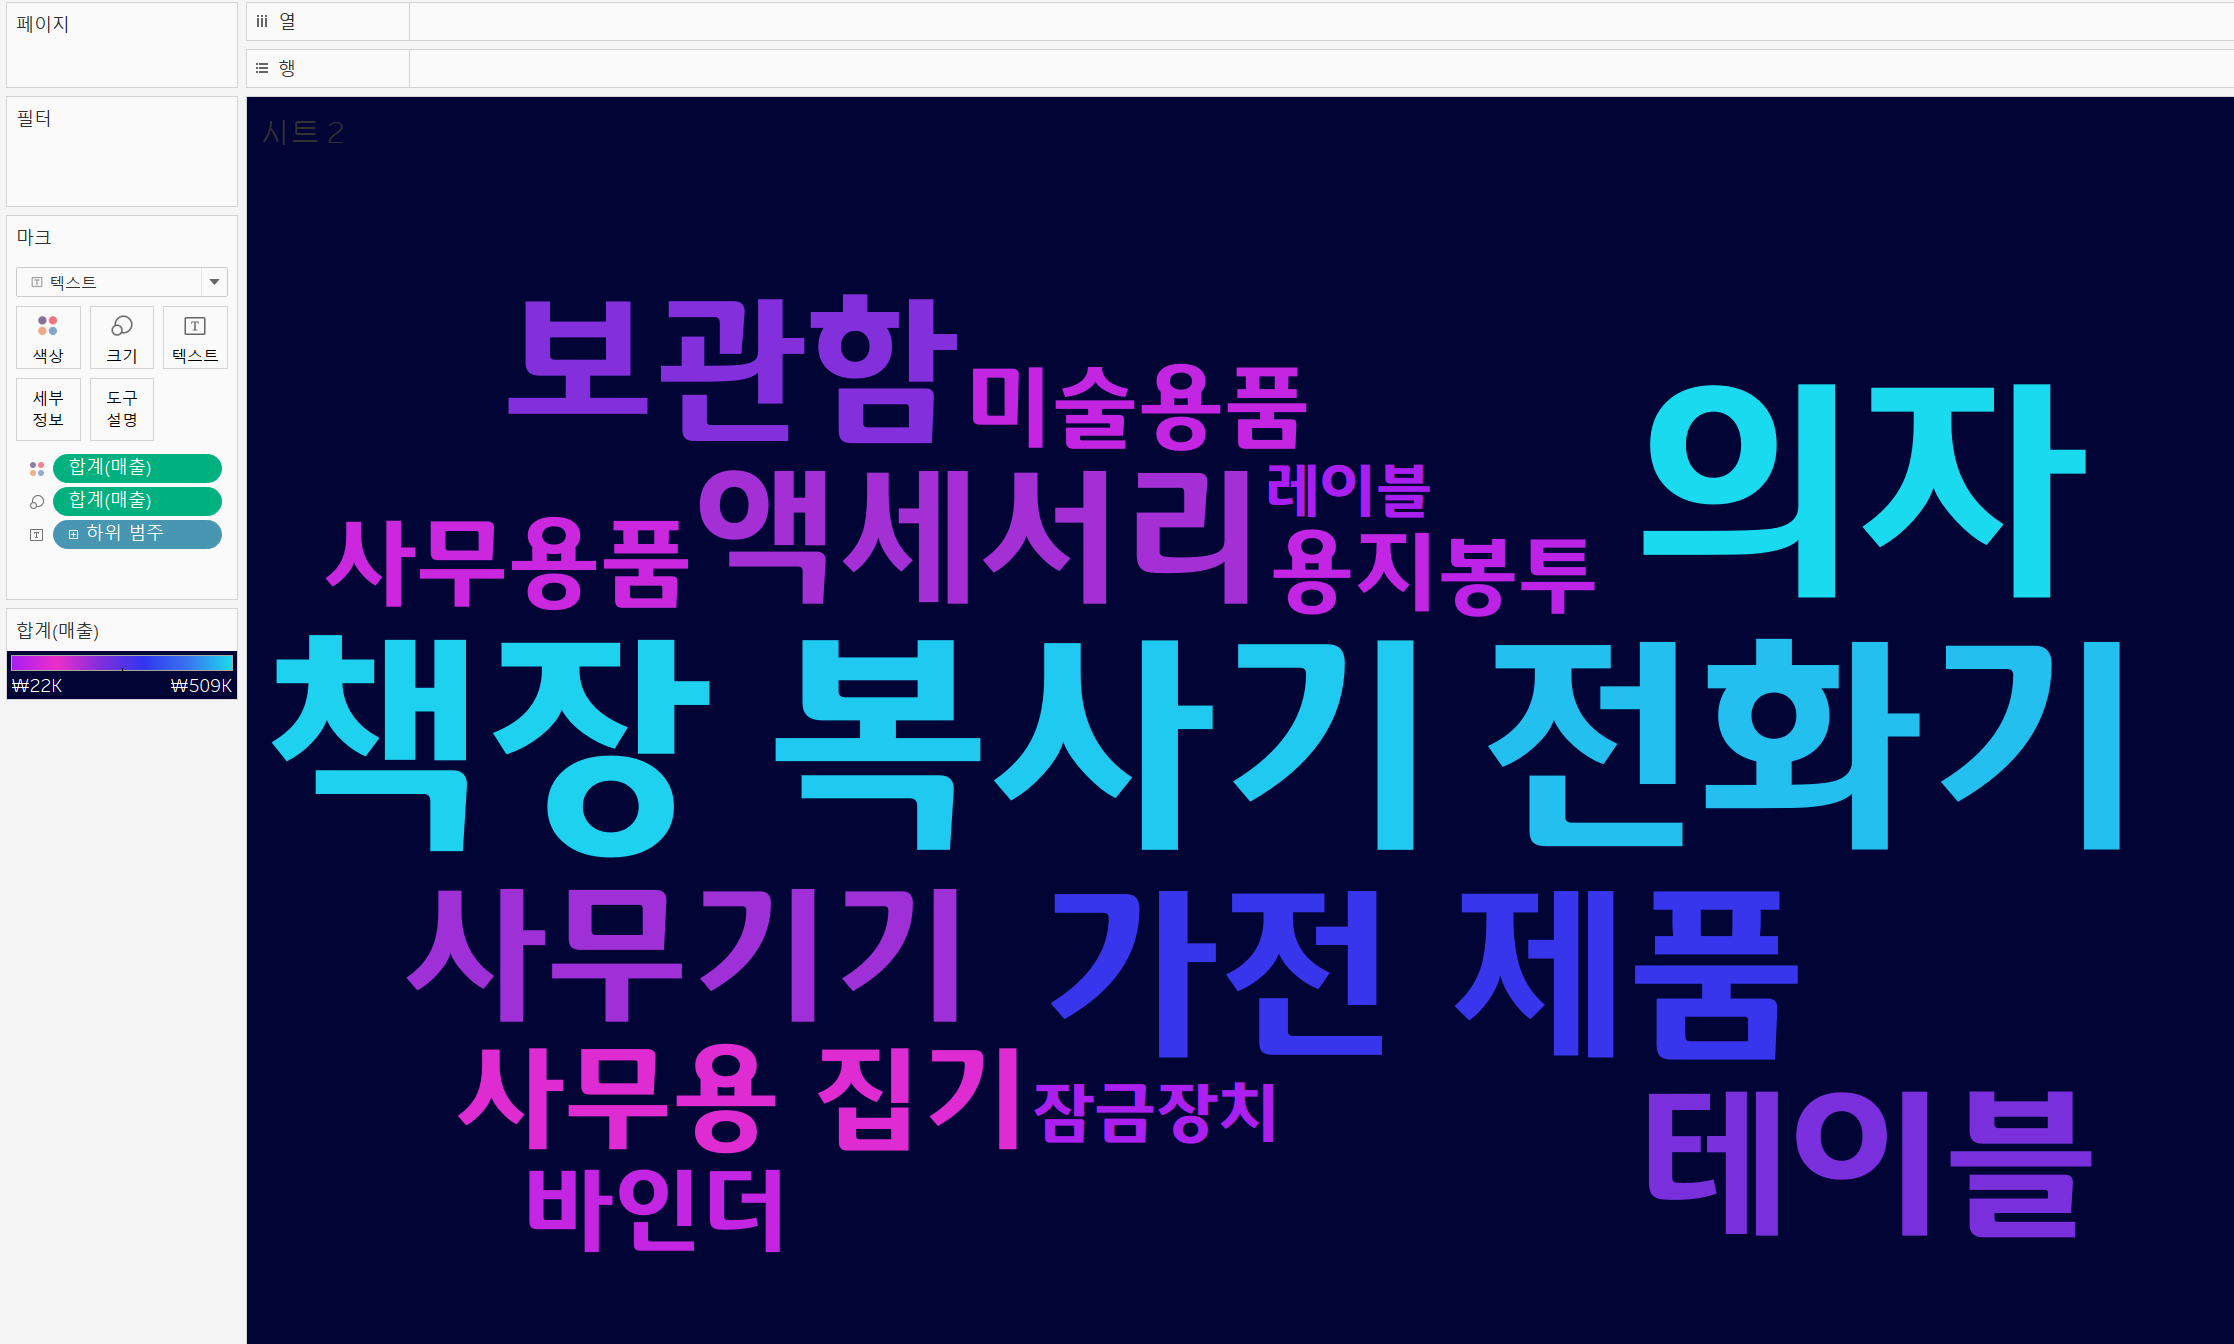 페이지
열
행
필터
시트 2
마크
텍스트
색상
크기
텍스트
세부
정보
도구
설명
합계(매출)
합계(매출)
하위 범주
합계(매출)
₩22K
₩509K
보관함
미술용품
의자
액세서리
레이블
사무용품
용지봉투
책장
복사기
전화기
사무기기
가전 제품
사무용 집기
잠금장치
테이블
바인더